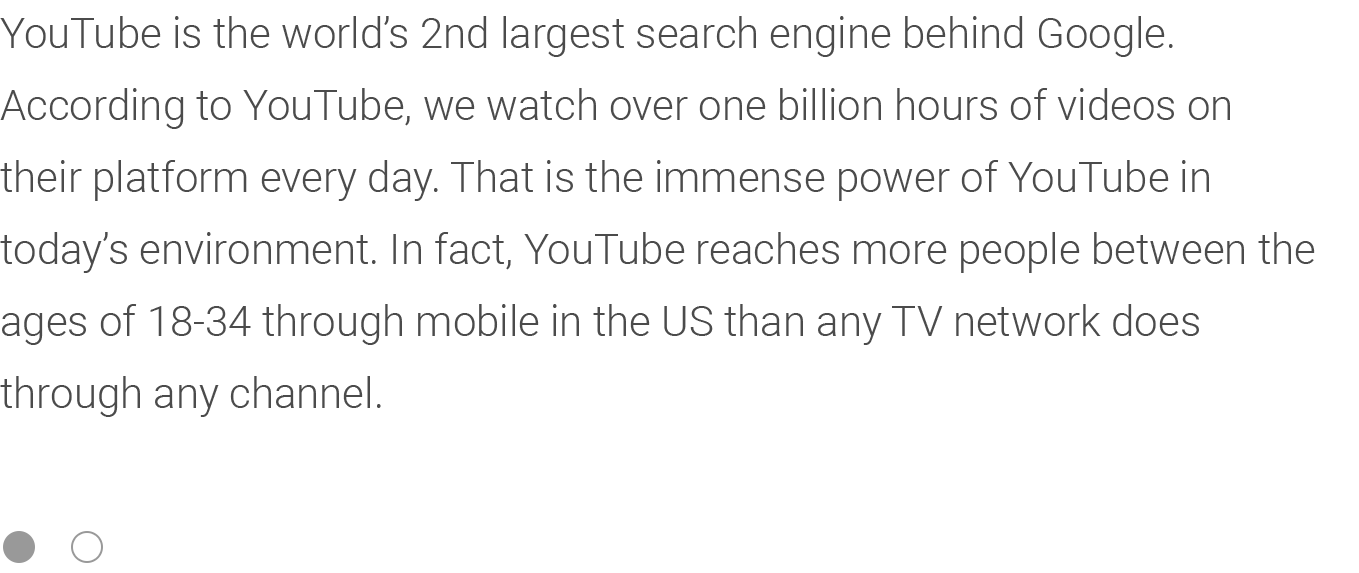 YouTube is the world’s 2nd largest search engine behind Google.
According to YouTube, we watch over one billion hours of videos on
their platform every day. That is the immense power of YouTube in
today’s environment. In fact, YouTube reaches more people between the
ages of 18-34 through mobile in the US than any TV network does
through any channel.